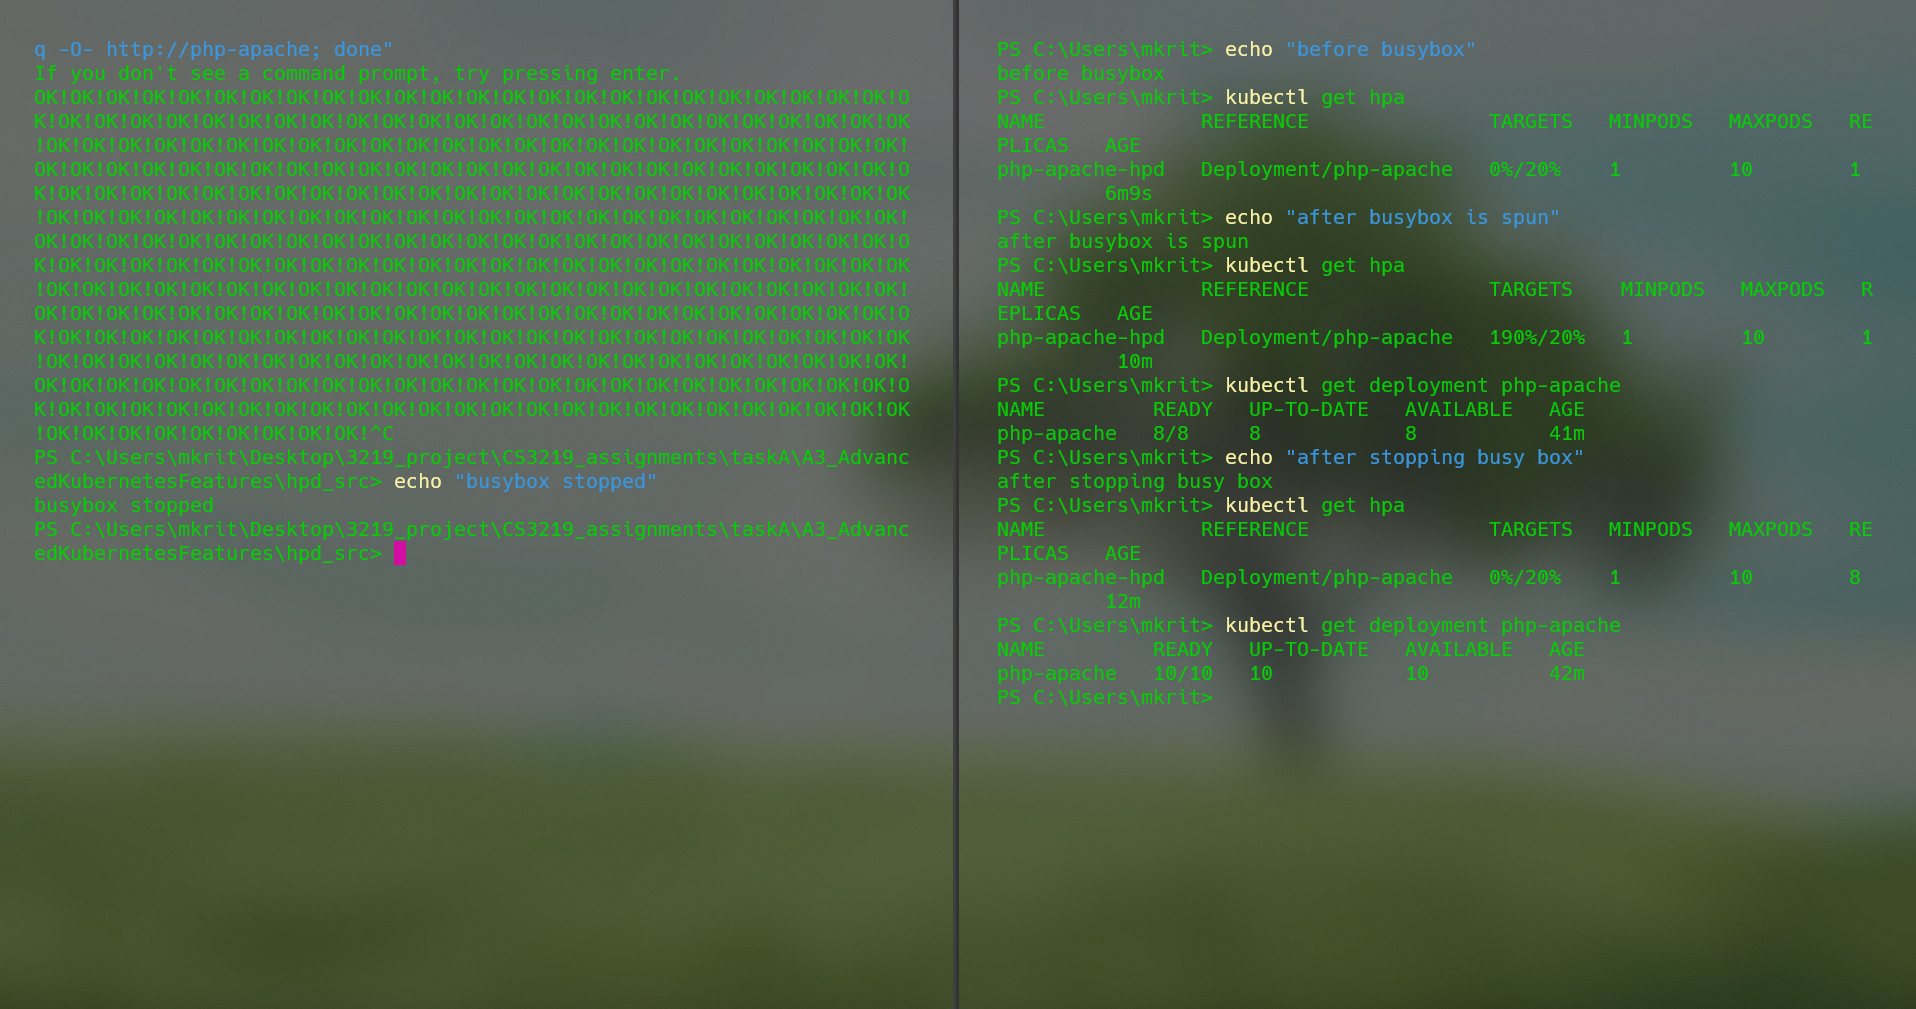 q -O- http://php-apache; done"
If you don't see a command prompt, try pressing enter.
OK!OK!OK!OK!OK!OK!OK!OK!OK!OK!OK!OK!OK!OK!OK!OK!OK!OK!OK!OK!OK!OK!OK!OK!O
K!OK!OK!OK!OK!OK!OK!OK!OK!OK!OK!OK!OK!OK!OK!OK!OK!OK!OK!OK!OK!OK!OK!OK!OK
!OK!OK!OK!OK!OK!OK!OK!OK!OK!OK!OK!OK!OK!OK!OK!OK!OK!OK!OK!OK!OK!OK!OK!OK!
OK!OK!OK!OK!OK!OK!OK!OK!OK!OK!OK!OK!OK!OK!OK!OK!OK!OK!OK!OK!OK!OK!OK!OK!O
K!OK!OK!OK!OK!OK!OK!OK!OK!OK!OK!OK!OK!OK!OK!OK!OK!OK!OK!OK!OK!OK!OK!OK!OK
!OK!OK!OK!OK!OK!OK!OK!OK!OK!OK!OK!OK!OK!OK!OK!OK!OK!OK!OK!OK!OK!OK!OK!OK!
OK!OK!OK!OK!OK!OK!OK!OK!OK!OK!OK!OK!OK!OK!OK!OK!OK!OK!OK!OK!OK!OK!OK!OK!O
K!OK!OK!OK!OK!OK!OK!OK!OK!OK!OK!OK!OK!OK!OK!OK!OK!OK!OK!OK!OK!OK!OK!OK!OK
!OK!OK!OK!OK!OK!OK!OK!OK!OK!OK!OK!OK!OK!OK!OK!OK!OK!OK!OK!OK!OK!OK!OK!OK!
OK!OK!OK!OK!OK!OK!OK!OK!OK!OK!OK!OK!OK!OK!OK!OK!OK!OK!OK!OK!OK!OK!OK!OK!O
K!OK!OK!OK!OK!OK!OK!OK!OK!OK!OK!OK!OK!OK!OK!OK!OK!OK!OK!OK!OK!OK!OK!OK!OK
!OK!OK!OK!OK!OK!OK!OK!OK!OK!OK!OK!OK!OK!OK!OK!OK!OK!OK!OK!OK!OK!OK!OK!OK!
OK!OK!OK!OK!OK!OK!OK!OK!OK!OK!OK!OK!OK!OK!OK!OK!OK!OK!OK!OK!OK!OK!OK!OK!O
K!OK!OK!OK!OK!OK!OK!OK!OK!OK!OK!OK!OK!OK!OK!OK!OK!OK!OK!OK!OK!OK!OK!OK!OK
!OK!OK!OK!OK!OK!OK!OK!OK!OK!^C
PS C:\Users\mkrit\Desktop\3219_project\CS3219_assignments\taskA\A3_Advanc
edKubernetesFeatures\hpd_src> echo "busybox stopped"
busybox stopped
PS C:\Users\mkrit\Desktop\3219_project\CS3219_assignments\taskA\A3_Advanc
edKubernetesFeatures\hpd_src>
PS C:\Users\mkrit> echo "before busybox"
before busybox
PS C:\Users\mkrit> kubectl get hpa
NAME             REFERENCE               TARGETS   MINPODS   MAXPODS   RE
PLICAS   AGE
php-apache-hpd   Deployment/php-apache   0%/20%    1         10        1
         6m9s
PS C:\Users\mkrit> echo "after busybox is spun"
after busybox is spun
PS C:\Users\mkrit> kubectl get hpa
NAME             REFERENCE               TARGETS    MINPODS   MAXPODS   R
EPLICAS   AGE
php-apache-hpd   Deployment/php-apache   190%/20%   1         10        1
          10m
PS C:\Users\mkrit> kubectl get deployment php-apache
NAME         READY   UP-TO-DATE   AVAILABLE   AGE
php-apache   8/8     8            8           41m
PS C:\Users\mkrit> echo "after stopping busy box"
after stopping busy box
PS C:\Users\mkrit> kubectl get hpa
NAME             REFERENCE               TARGETS   MINPODS   MAXPODS   RE
PLICAS   AGE
php-apache-hpd   Deployment/php-apache   0%/20%    1         10        8
         12m
PS C:\Users\mkrit> kubectl get deployment php-apache
NAME         READY   UP-TO-DATE   AVAILABLE   AGE
php-apache   10/10   10           10          42m
PS C:\Users\mkrit>